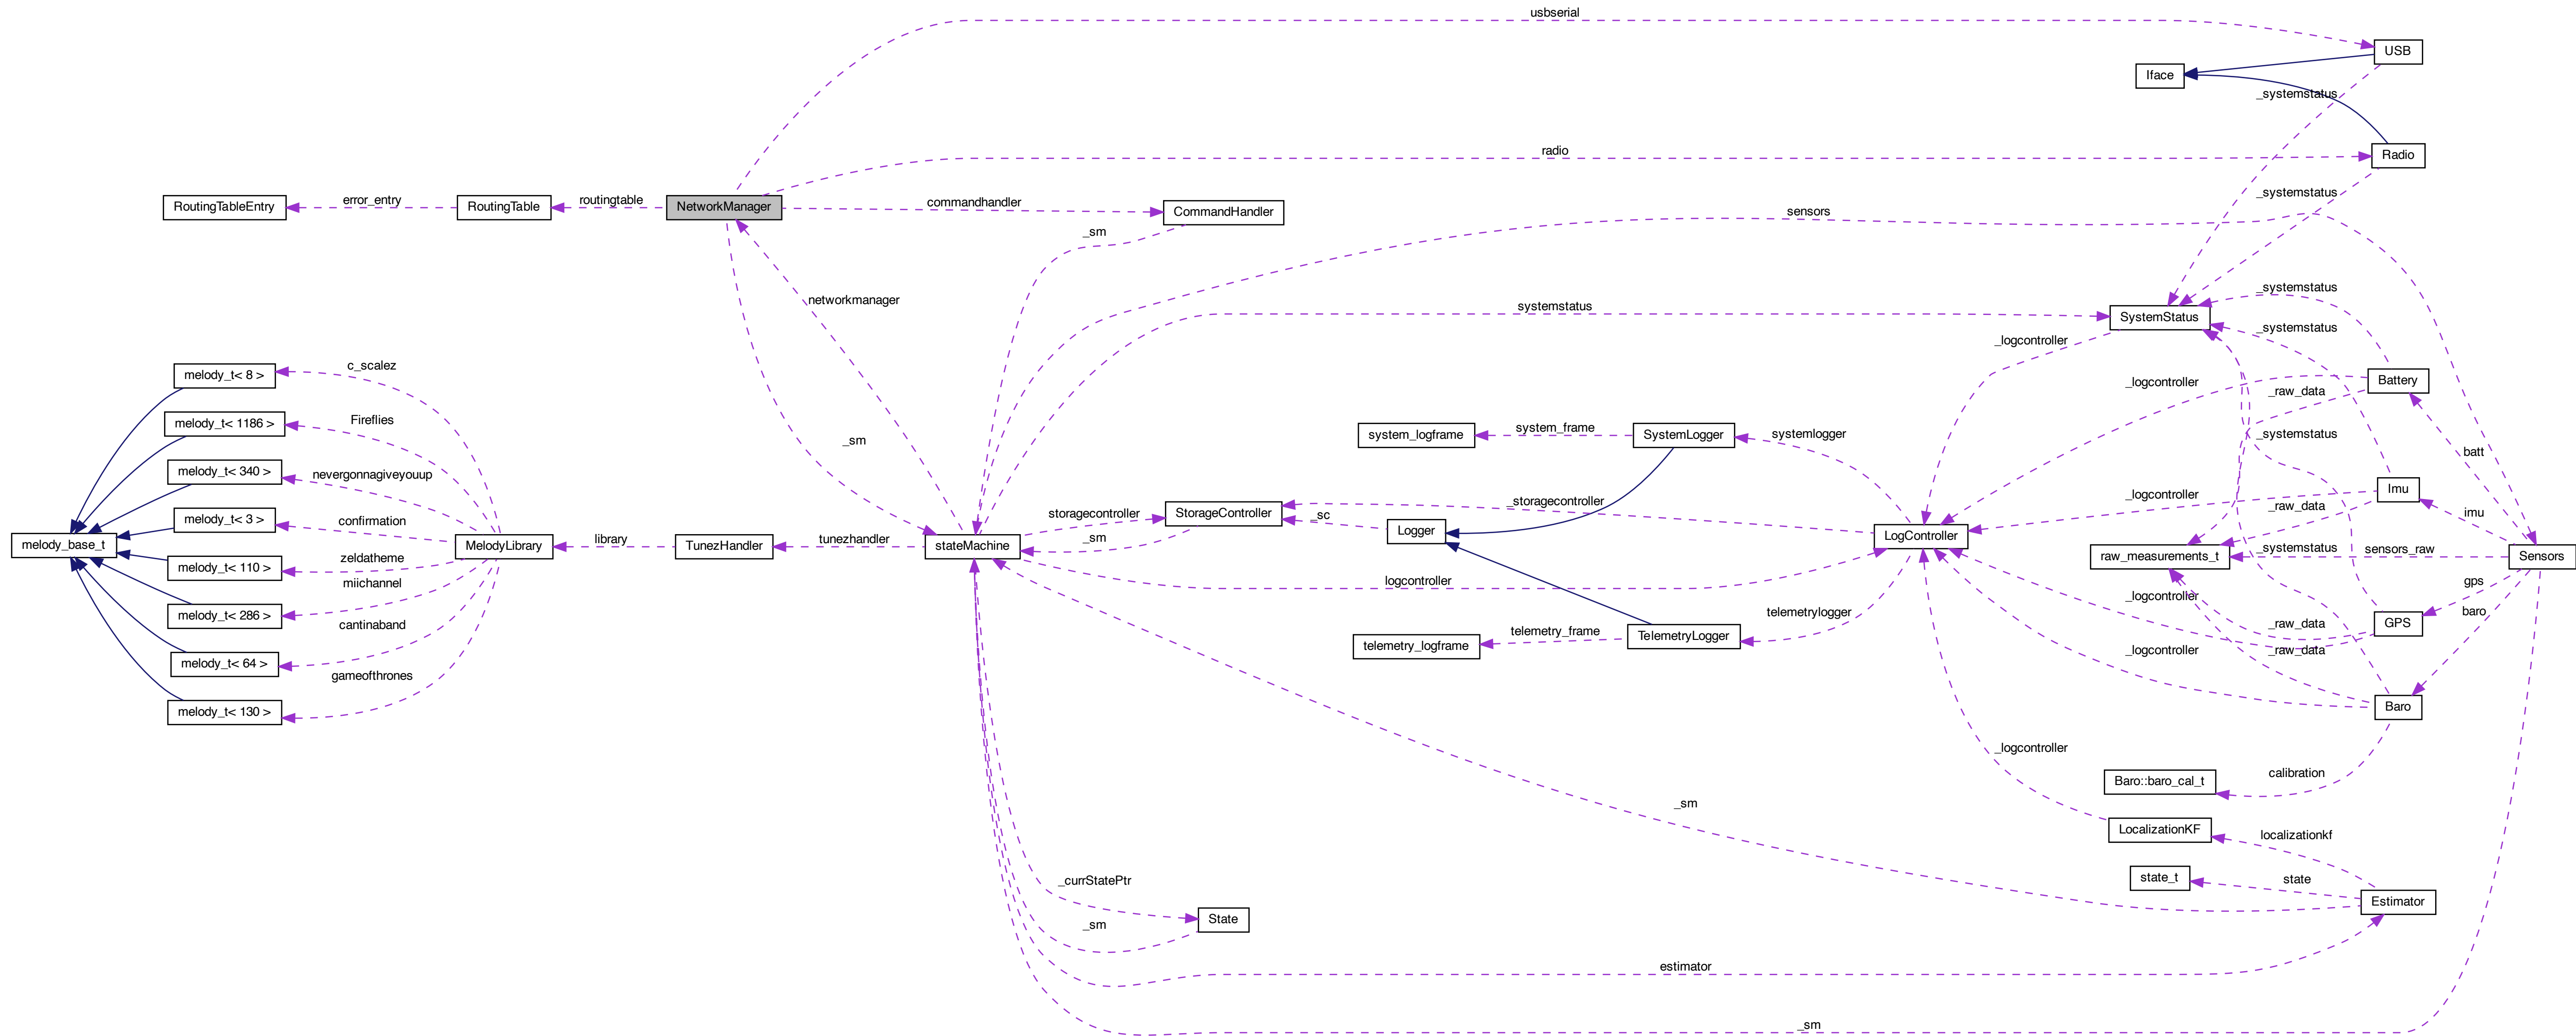 usbserial
USB
Iface
_systemstatus
radio
Radio
_systemstatus
RoutingTableEntry
error_entry
RoutingTable
routingtable
NetworkManager
commandhandler
CommandHandler
sensors
_sm
networkmanager
systemstatus
_systemstatus
SystemStatus
_systemstatus
_logcontroller
c_scalez
melody_t< 8 >
_logcontroller
Battery
_raw_data
Fireflies
melody_t< 1186 >
_sm
system_logframe
system_frame
SystemLogger
systemlogger
_systemstatus
batt
nevergonnagiveyouup
melody_t< 340 >
Imu
_logcontroller
_storagecontroller
_raw_data
imu
confirmation
melody_t< 3 >
storagecontroller
StorageController
_sc
Logger
LogController
_sm
melody_base_t
MelodyLibrary
library
TunezHandler
tunezhandler
stateMachine
_systemstatus
sensors_raw
raw_measurements_t
Sensors
zeldatheme
melody_t< 110 >
miichannel
logcontroller
gps
_logcontroller
baro
melody_t< 286 >
cantinaband
telemetrylogger
_raw_data
GPS
telemetry_logframe
telemetry_frame
TelemetryLogger
_logcontroller
_raw_data
melody_t< 64 >
gameofthrones
melody_t< 130 >
Baro
_logcontroller
calibration
Baro::baro_cal_t
_sm
LocalizationKF
localizationkf
_currStatePtr
state_t
state
Estimator
State
_sm
estimator
_sm